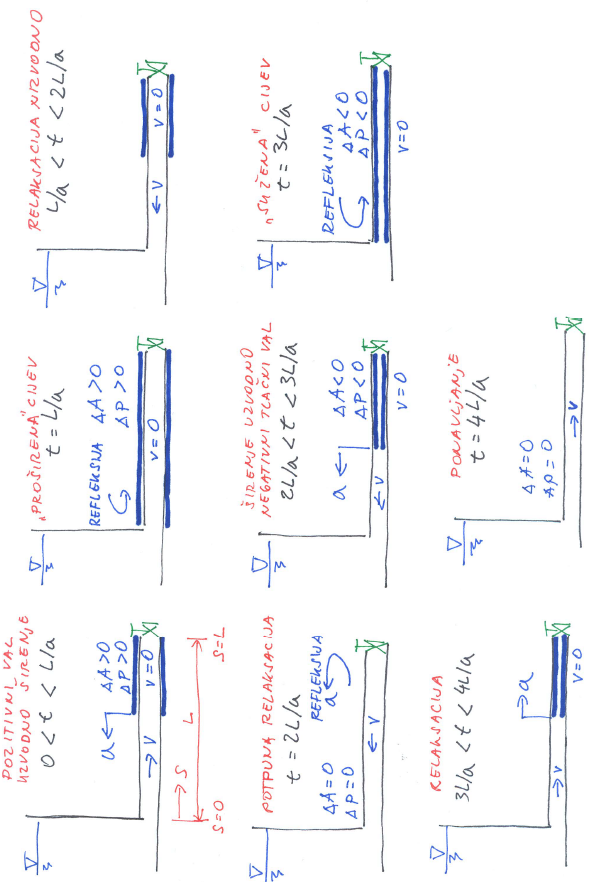 POZITIVNI VAL
UZVODNO ŠIRENJE
0 < t < L/a
a ←
ΔA>0
ΔP>0
→ v
v=0
→ S
L
S=0
S=L
„PROŠIRENA" CIJEV
t = L/a
REFLEKSIJA
ΔA>0
ΔP>0
v=0
RELAKSACIJA NIZVODNO
L/a < t < 2L/a
← v
v=0
POTPUNA RELAKSACIJA
t = 2L/a
ΔA=0
ΔP=0
REFLEKSIJA
a
← v
ŠIRENJE UZVODNO
NEGATIVNI TLAČNI VAL
2L/a < t < 3L/a
a ←
ΔA<0
ΔP<0
← v
v=0
„SUŽENA" CIJEV
t = 3L/a
REFLEKSIJA
ΔA<0
ΔP<0
v=0
RELAKSACIJA
3L/a < t < 4L/a
→ a
→ v
v=0
PONAVLJANJE
t = 4L/a
ΔA=0
ΔP=0
→ v